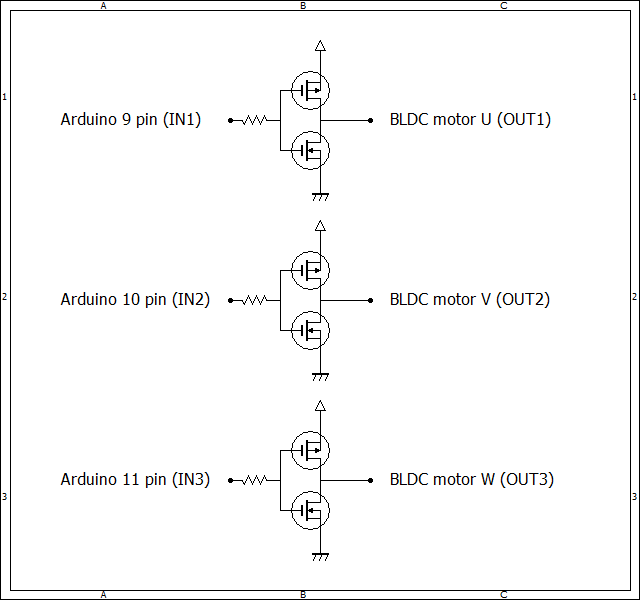 A B C
1 1
Arduino 9 pin (IN1) BLDC motor U (OUT1)
2 2
Arduino 10 pin (IN2) BLDC motor V (OUT2)
Arduino 11 pin (IN3) BLDC motor W (OUT3)
3 3
A B C